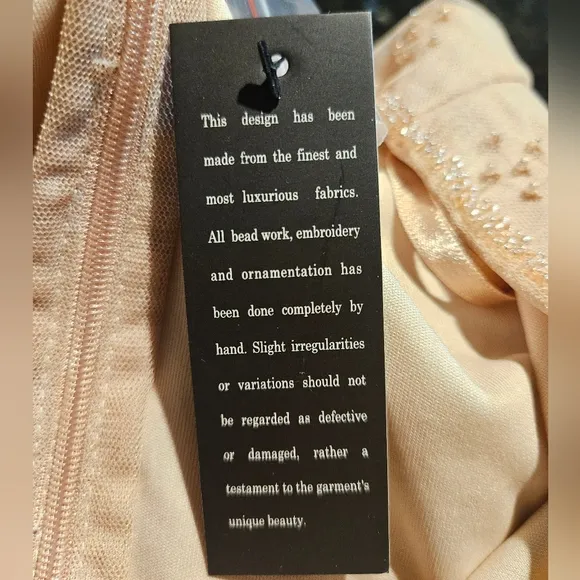 This design has been
made from the finest and
most luxurious fabrics.
All bead work, embroidery
and ornamentation has
been done completely by
hand. Slight irregularities
or variations should not
be regarded as defective
or damaged, rather a
testament to the garment's
unique beauty.